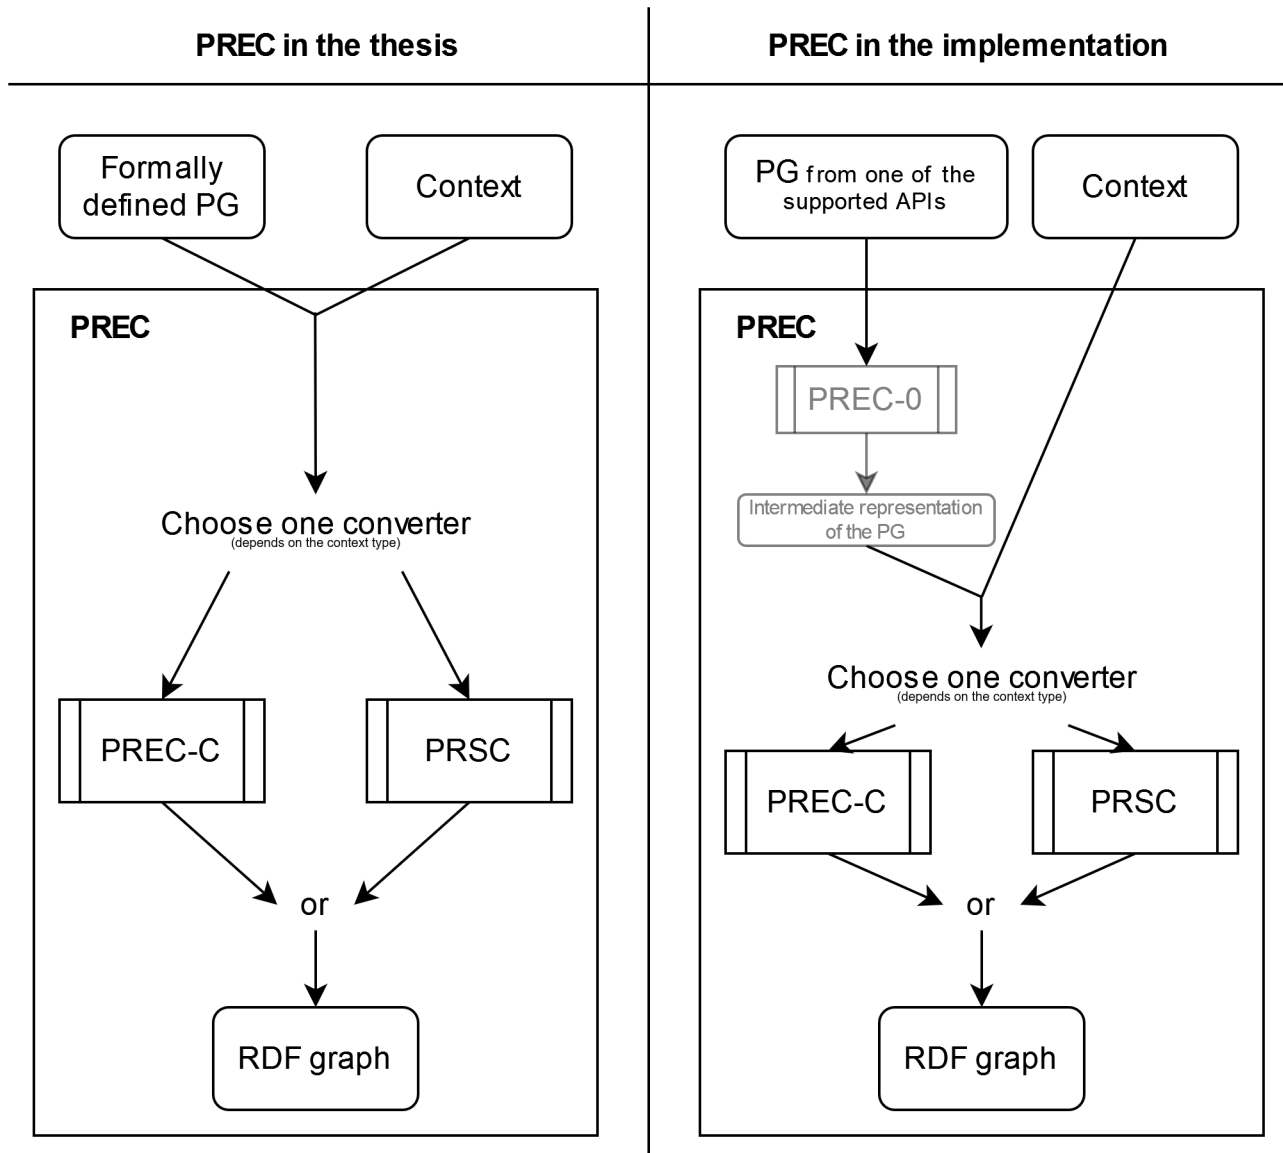 PREC in the thesis
Formally
defined PG
Context
PREC
Choose one converter
(depends on the context type)
PREC-C
PRSC
or
RDF graph
PREC in the implementation
PG from one of the
supported APIs
Context
PREC
PREC-0
Intermediate representation
of the PG
Choose one converter
(depends on the context type)
PREC-C
PRSC
or
RDF graph